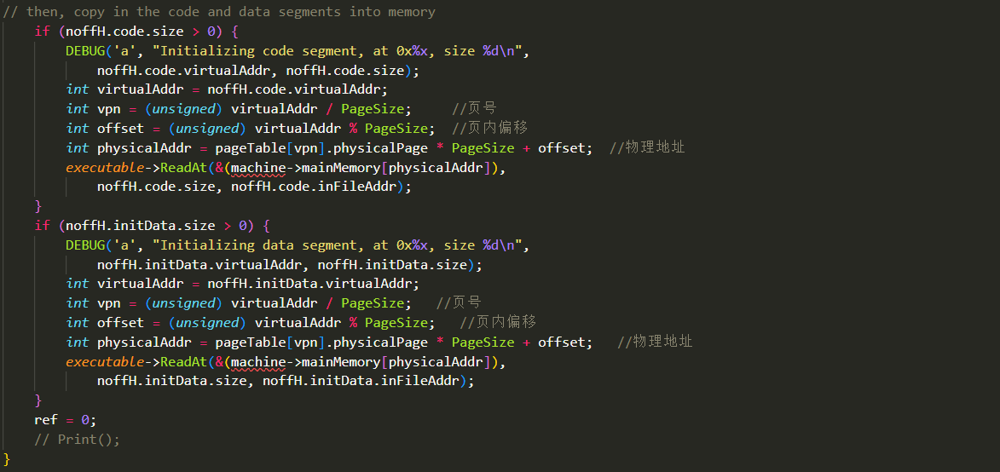 // then, copy in the code and data segments into memory
if (noffH.code.size > 0) {
DEBUG('a', "Initializing code segment, at 0x%x, size %d\n",
noffH.code.virtualAddr, noffH.code.size);
int virtualAddr = noffH.code.virtualAddr;
int vpn = (unsigned) virtualAddr / PageSize;     //页号
int offset = (unsigned) virtualAddr % PageSize;  //页内偏移
int physicalAddr = pageTable[vpn].physicalPage * PageSize + offset;  //物理地址
executable->ReadAt(&(machine->mainMemory[physicalAddr]),
noffH.code.size, noffH.code.inFileAddr);
}
if (noffH.initData.size > 0) {
DEBUG('a', "Initializing data segment, at 0x%x, size %d\n",
noffH.initData.virtualAddr, noffH.initData.size);
int virtualAddr = noffH.initData.virtualAddr;
int vpn = (unsigned) virtualAddr / PageSize;   //页号
int offset = (unsigned) virtualAddr % PageSize;   //页内偏移
int physicalAddr = pageTable[vpn].physicalPage * PageSize + offset;   //物理地址
executable->ReadAt(&(machine->mainMemory[physicalAddr]),
noffH.initData.size, noffH.initData.inFileAddr);
}
ref = 0;
// Print();
}